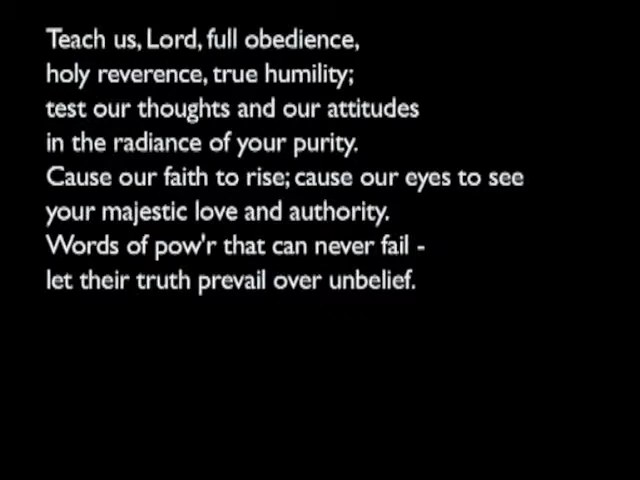 Teach us, Lord, full obedience,
holy reverence, true humility;
test our thoughts and our attitudes
in the radiance of your purity.
Cause our faith to rise; cause our eyes to see
your majestic love and authority.
Words of pow'r that can never fail -
let their truth prevail over unbelief.